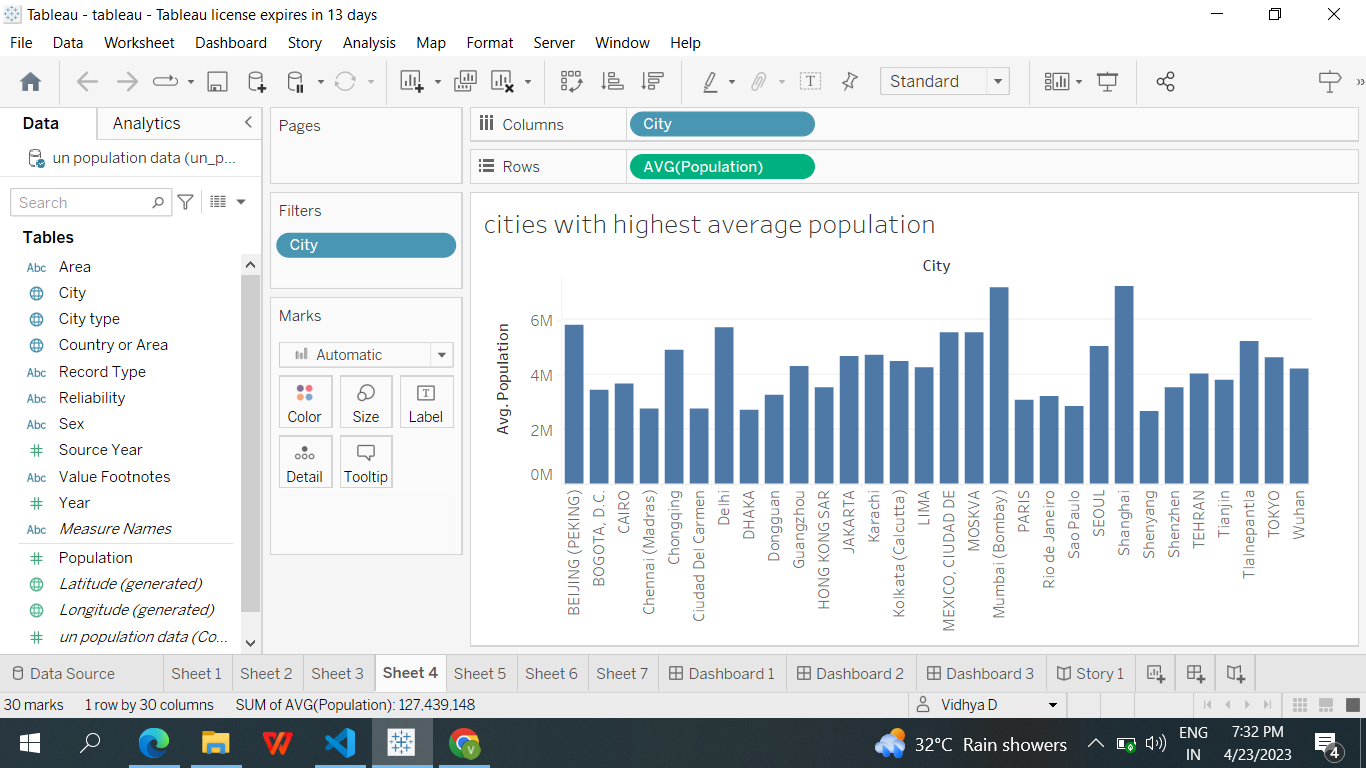 Tableau - tableau - Tableau license expires in 13 days
File Data Worksheet Dashboard Story Analysis Map Format Server Window Help
Standard
Data Analytics
un population data (un_p...
Search
Tables
Abc Area
City
City type
Country or Area
Abc Record Type
Abc Reliability
Abc Sex
Source Year
Abc Value Footnotes
Year
Abc Measure Names
Population
Latitude (generated)
Longitude (generated)
un population data (Co...
Pages
Filters
City
Marks
Automatic
Color Size Label
Detail Tooltip
Columns City
Rows AVG(Population)
cities with highest average population
City
Avg. Population
6M
4M
2M
0M
BEIJING (PEKING)
BOGOTA, D.C.
CAIRO
Chennai (Madras)
Chongqing
Ciudad Del Carmen
Delhi
DHAKA
Dongguan
Guangzhou
HONG KONG SAR
JAKARTA
Karachi
Kolkata (Calcutta)
LIMA
MEXICO, CIUDAD DE
MOSKVA
Mumbai (Bombay)
PARIS
Rio de Janeiro
Sao Paulo
SEOUL
Shanghai
Shenyang
Shenzhen
TEHRAN
Tianjin
Tlalnepantla
TOKYO
Wuhan
Data Source Sheet 1 Sheet 2 Sheet 3 Sheet 4 Sheet 5 Sheet 6 Sheet 7 Dashboard 1 Dashboard 2 Dashboard 3 Story 1
30 marks 1 row by 30 columns SUM of AVG(Population): 127,439,148 Vidhya D
32°C Rain showers
ENG
IN
7:32 PM
4/23/2023
4